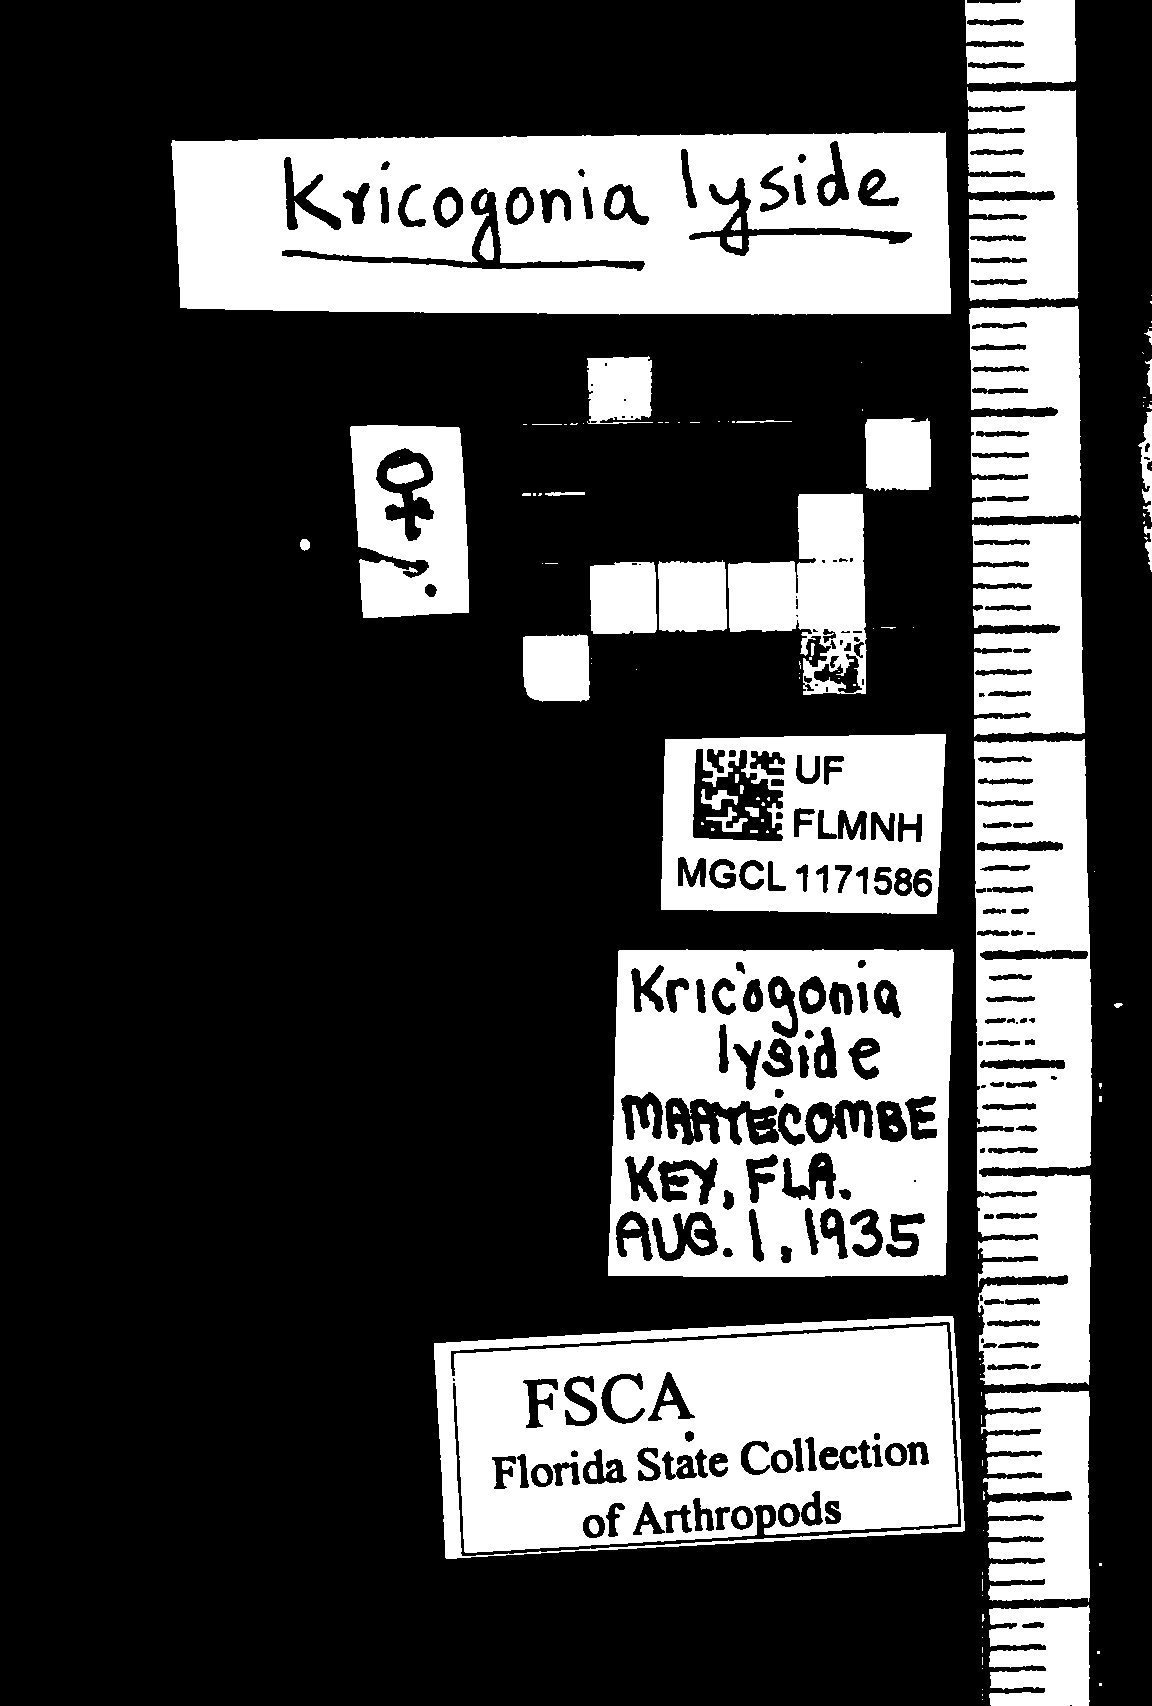 Kricogonia lyside
♀
UF
FLMNH
MGCL 1171586
Kricogonia
lyside
KEY, FLA.
AUG. 1, 1935
FSCA
Florida State Collection
of Arthropods